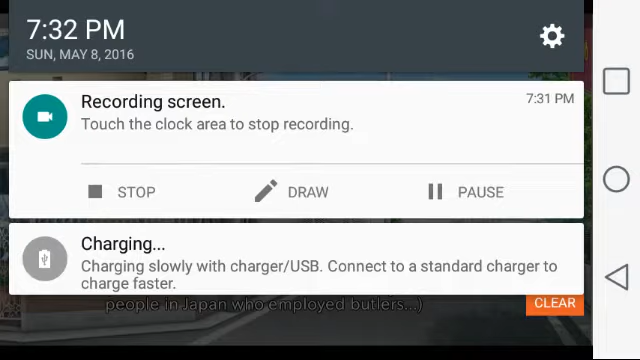 7:32 PM
SUN, MAY 8, 2016
Recording screen.
7:31 PM
Touch the clock area to stop recording.
STOP
DRAW
PAUSE
Charging...
Charging slowly with charger/USB. Connect to a standard charger to
charge faster.
people in Japan who employed butlers...)
CLEAR